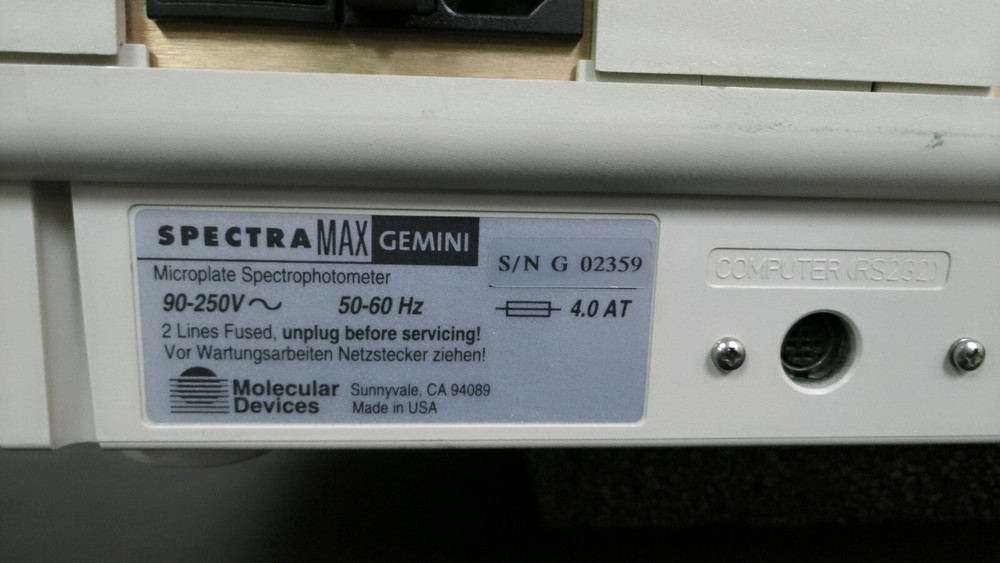 SPECTRAMAX GEMINI
S/N G 02359
Microplate Spectrophotometer
90-250V 50-60 Hz 4.0 AT
2 Lines Fused, unplug before servicing!
Vor Wartungsarbeiten Netzstecker ziehen!
Molecular Devices
Sunnyvale, CA 94089
Made in USA
COMPUTER (RS232)